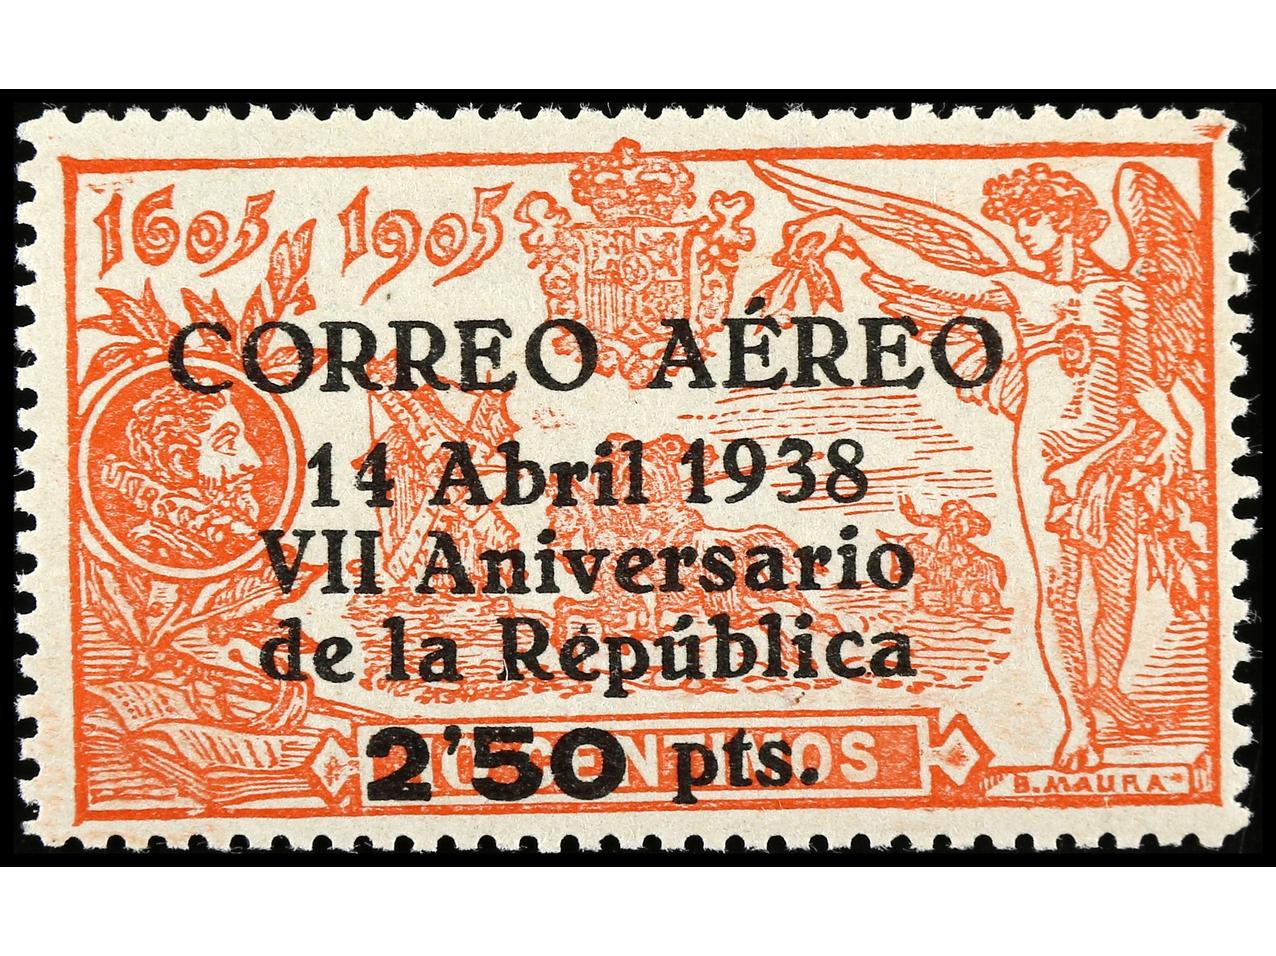 1605 1905
CORREO AÉREO
14 Abril 1938
VII Aniversario
de la República
2'50 pts.
B. MAURA